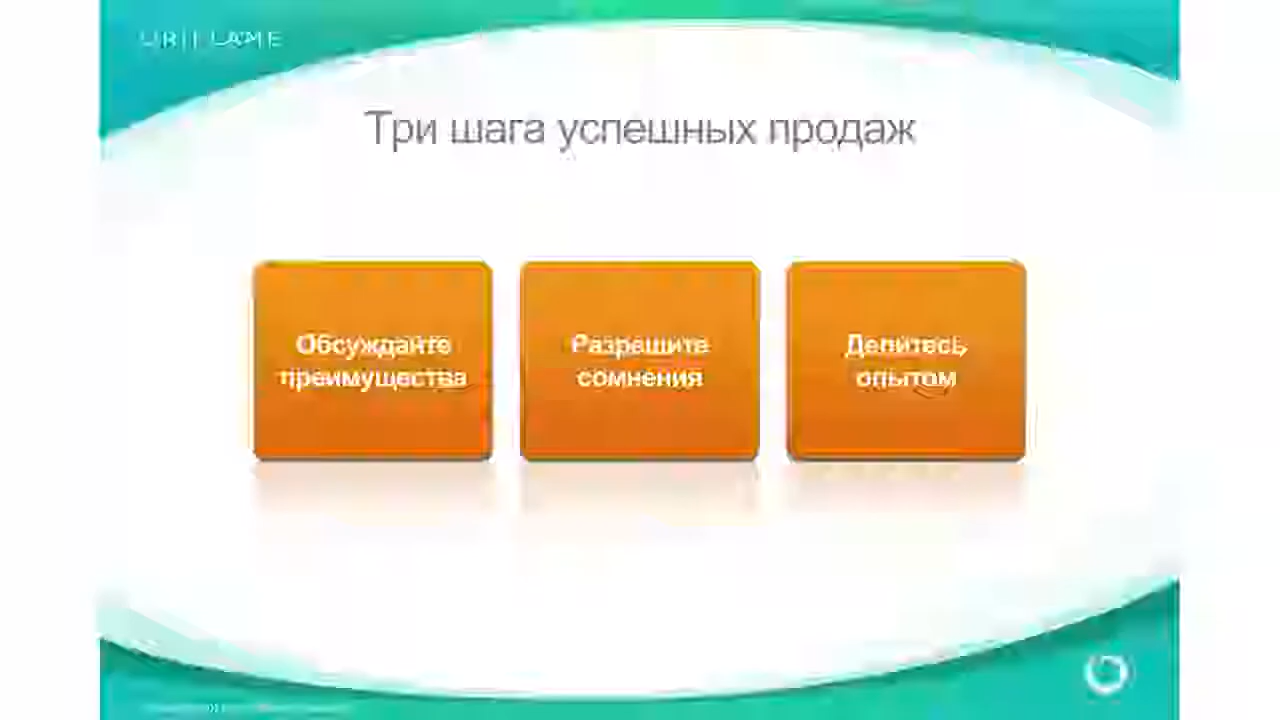 ORIFLAME
Три шага успешных продаж
Обсуждайте
преимущества
Разрешите
сомнения
Делитесь
опытом